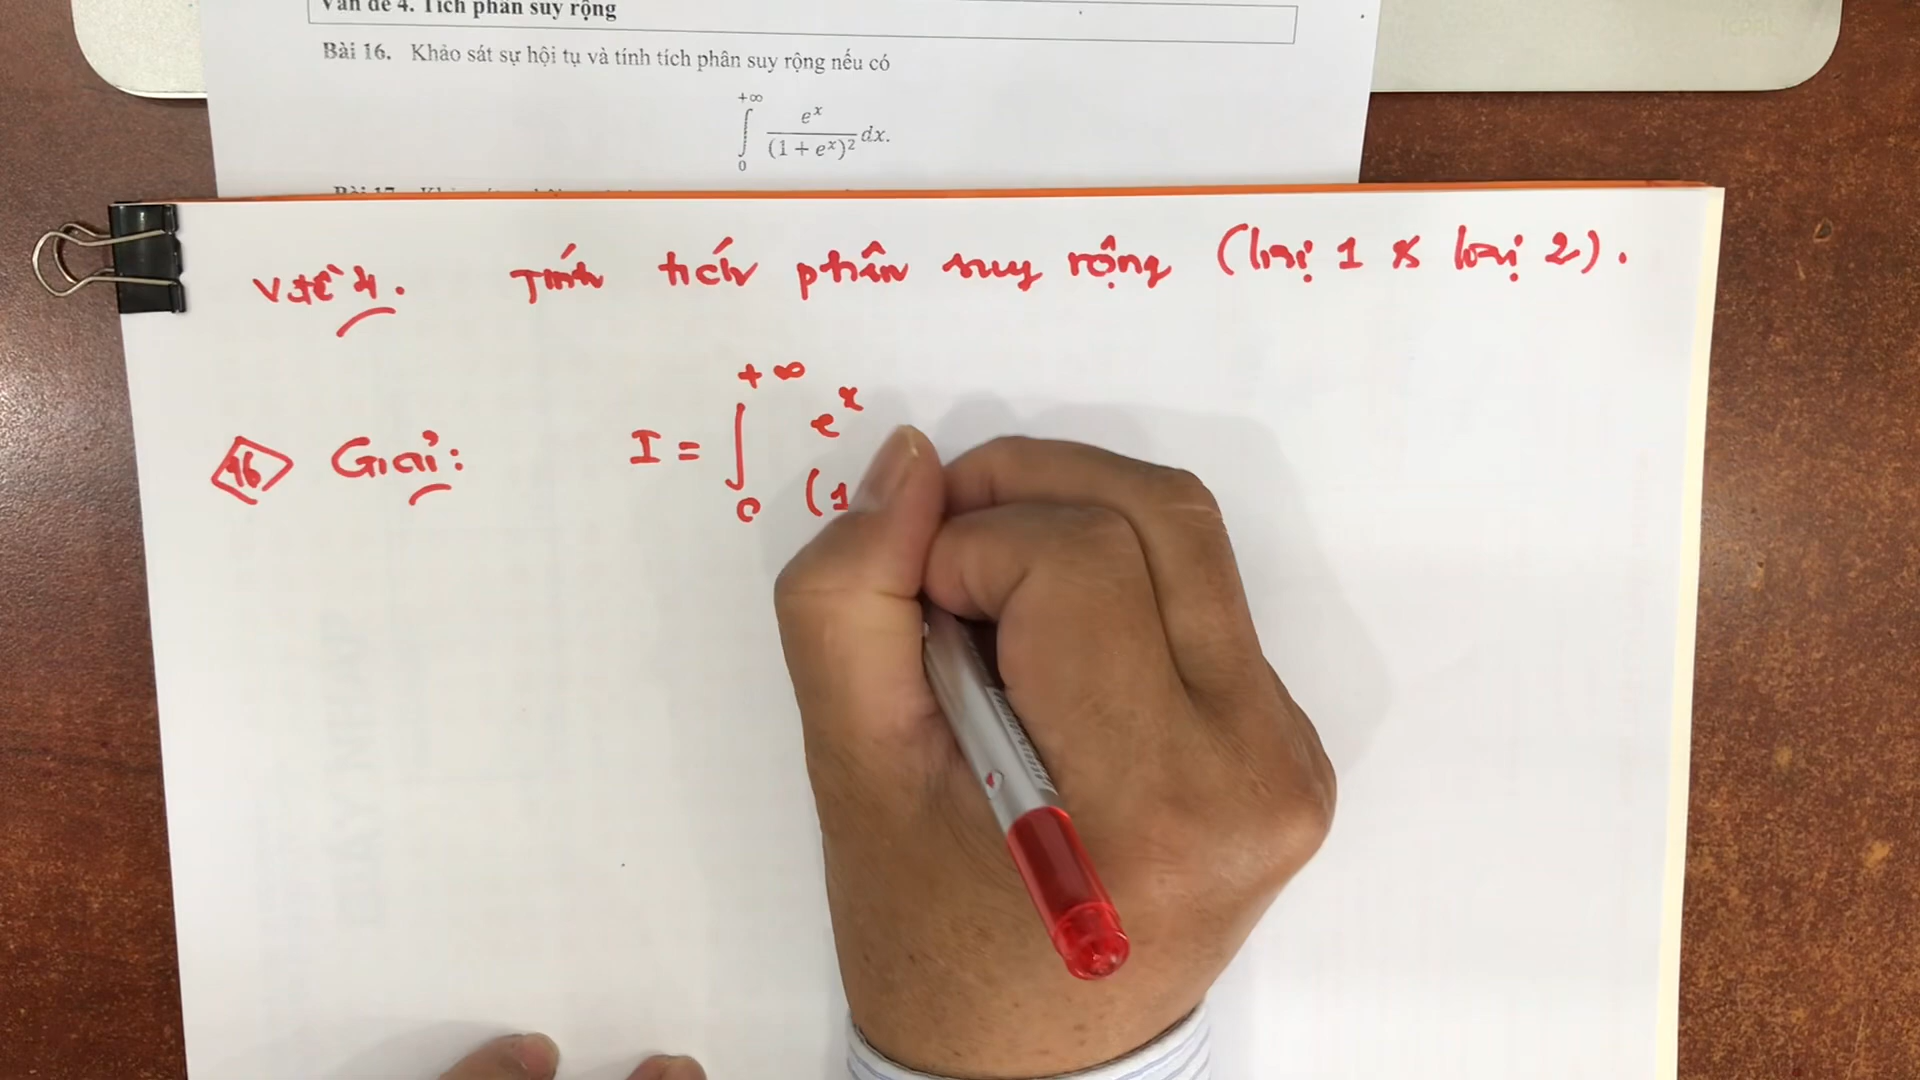 Vấn đề 4. Tích phân suy rộng
Bài 16. Khảo sát sự hội tụ và tính tích phân suy rộng nếu có
+∞
∫ e^x / (1 + e^x)^2 dx.
0
Vđề 4. Tính tích phân suy rộng (loại 1 & loại 2).
+∞
16 Giải: I = ∫ e^x
0 (1